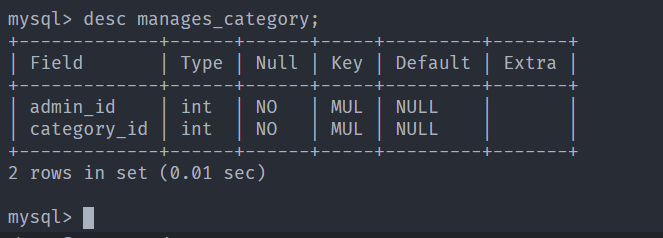 mysql> desc manages_category;
+-------------+------+------+-----+---------+-------+
| Field       | Type | Null | Key | Default | Extra |
+-------------+------+------+-----+---------+-------+
| admin_id    | int  | NO   | MUL | NULL    |       |
| category_id | int  | NO   | MUL | NULL    |       |
+-------------+------+------+-----+---------+-------+
2 rows in set (0.01 sec)
mysql>